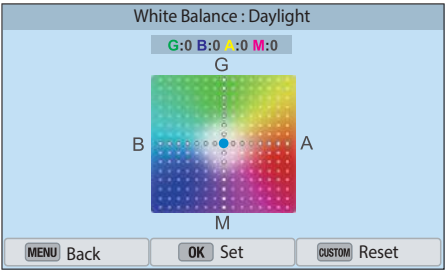 White Balance : Daylight
G:0 B:0 A:0 M:0
G
B A
M
MENU Back OK Set CUSTOM Reset